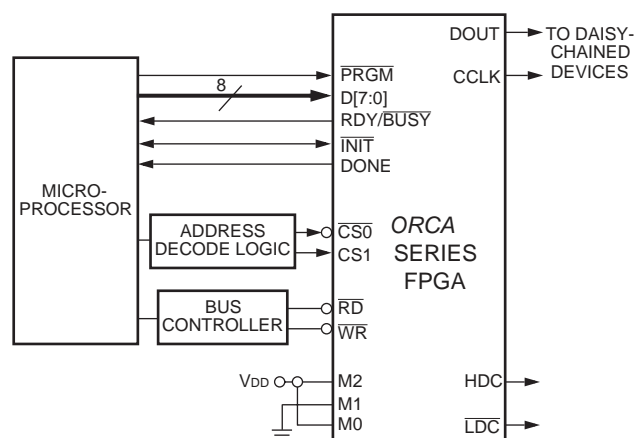 DOUT
TO DAISY-
CHAINED
DEVICES
CCLK
PRGM
8
D[7:0]
RDY/BUSY
INIT
DONE
MICRO-
PROCESSOR
ADDRESS
DECODE LOGIC
CS0
CS1
ORCA
SERIES
FPGA
BUS
CONTROLLER
RD
WR
VDD
M2
M1
M0
HDC
LDC